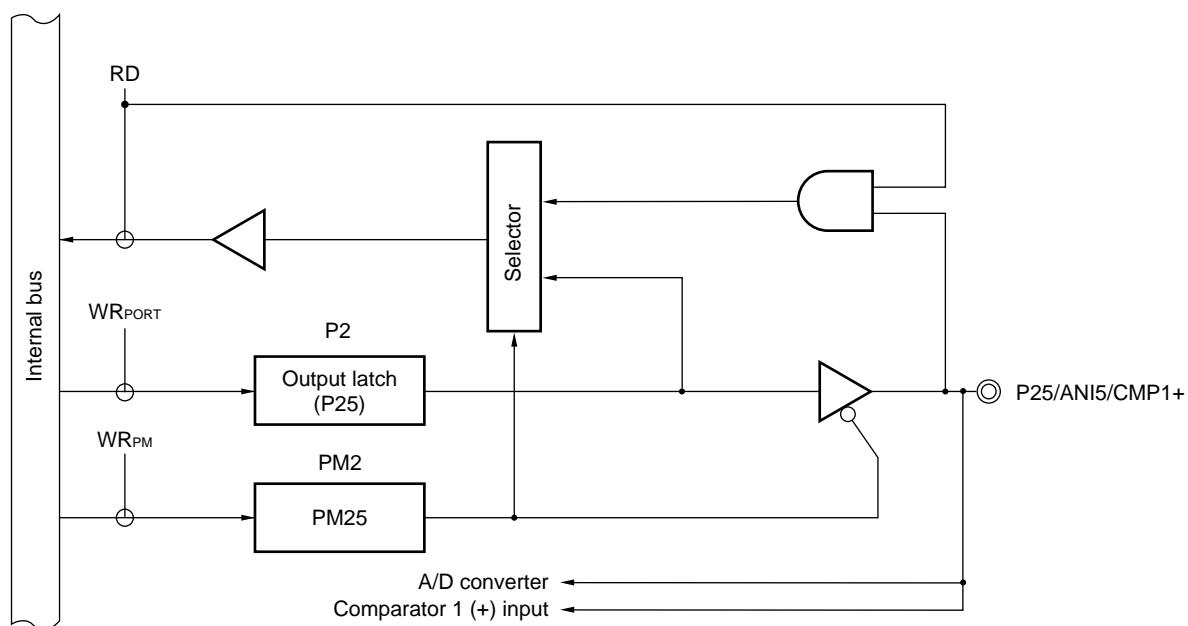 RD
Internal bus
Selector
WRPORT
P2
Output latch
(P25)
P25/ANI5/CMP1+
WRPM
PM2
PM25
A/D converter
Comparator 1 (+) input